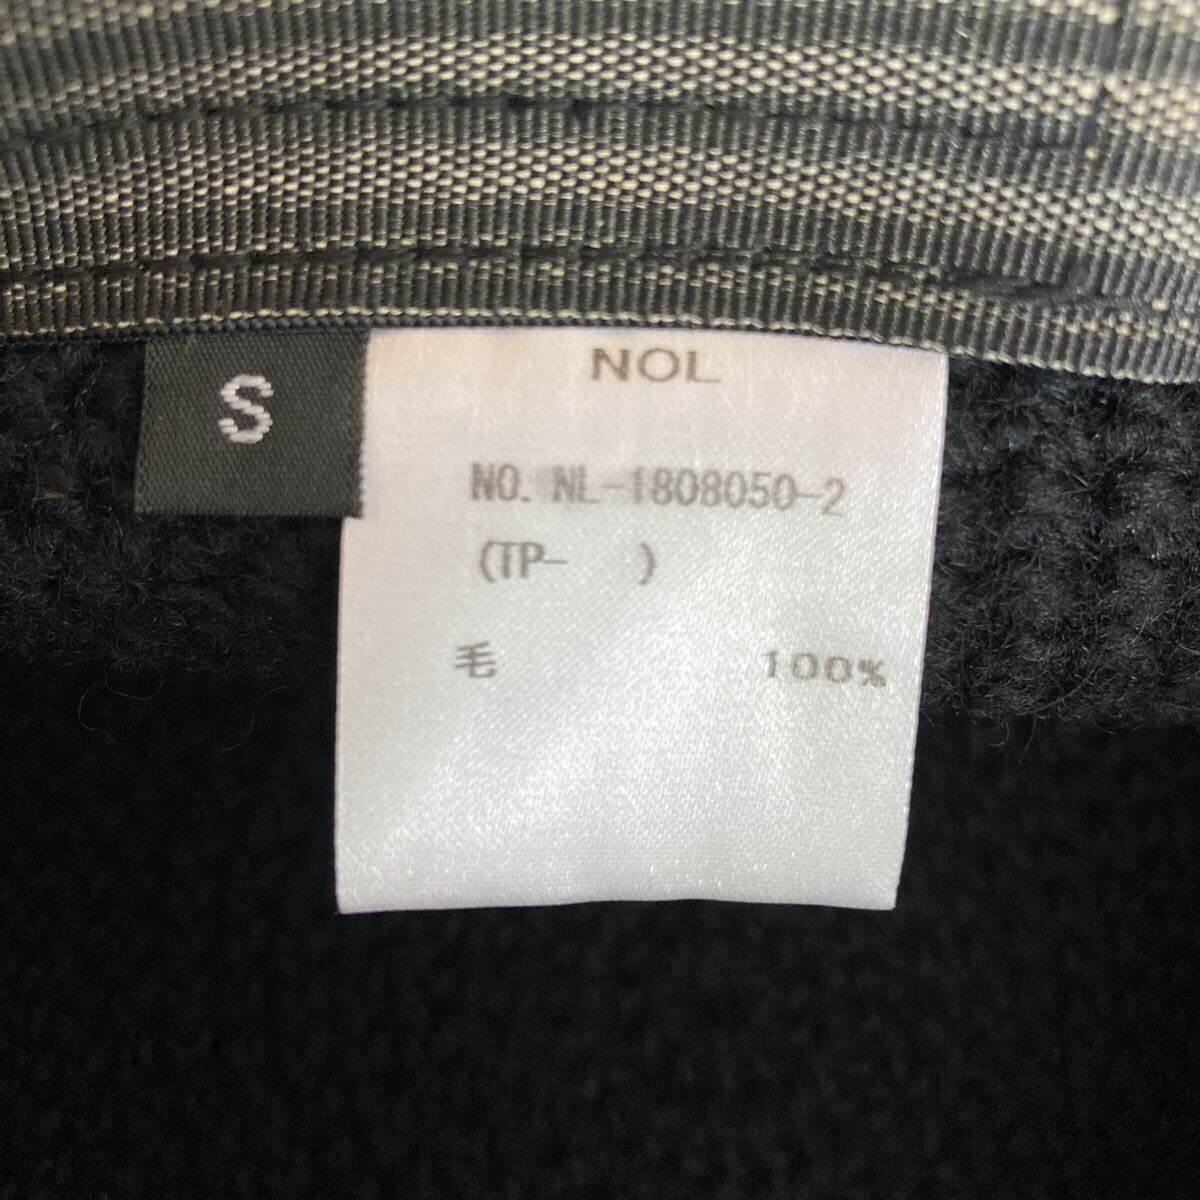 S
NOL
NO. NL-1808050-2
(TP-   )
毛 100%